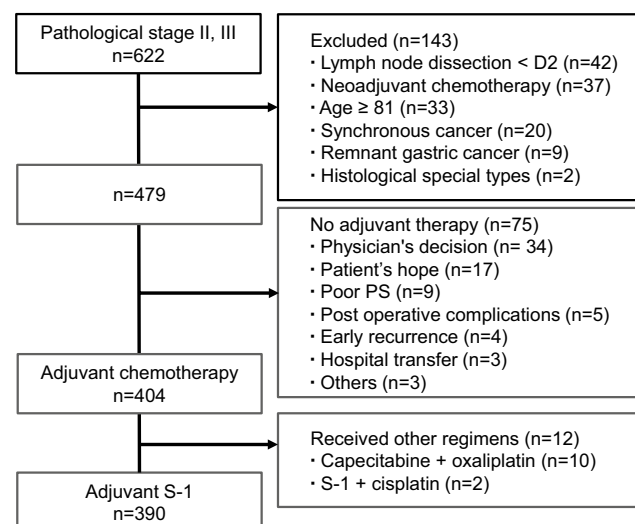 Pathological stage II, III
n=622
Excluded (n=143)
· Lymph node dissection < D2 (n=42)
· Neoadjuvant chemotherapy (n=37)
· Age ≥ 81 (n=33)
· Synchronous cancer (n=20)
· Remnant gastric cancer (n=9)
· Histological special types (n=2)
n=479
No adjuvant therapy (n=75)
· Physician's decision (n= 34)
· Patient’s hope (n=17)
· Poor PS (n=9)
· Post operative complications (n=5)
· Early recurrence (n=4)
· Hospital transfer (n=3)
· Others (n=3)
Adjuvant chemotherapy
n=404
Received other regimens (n=12)
· Capecitabine + oxaliplatin (n=10)
· S-1 + cisplatin (n=2)
Adjuvant S-1
n=390